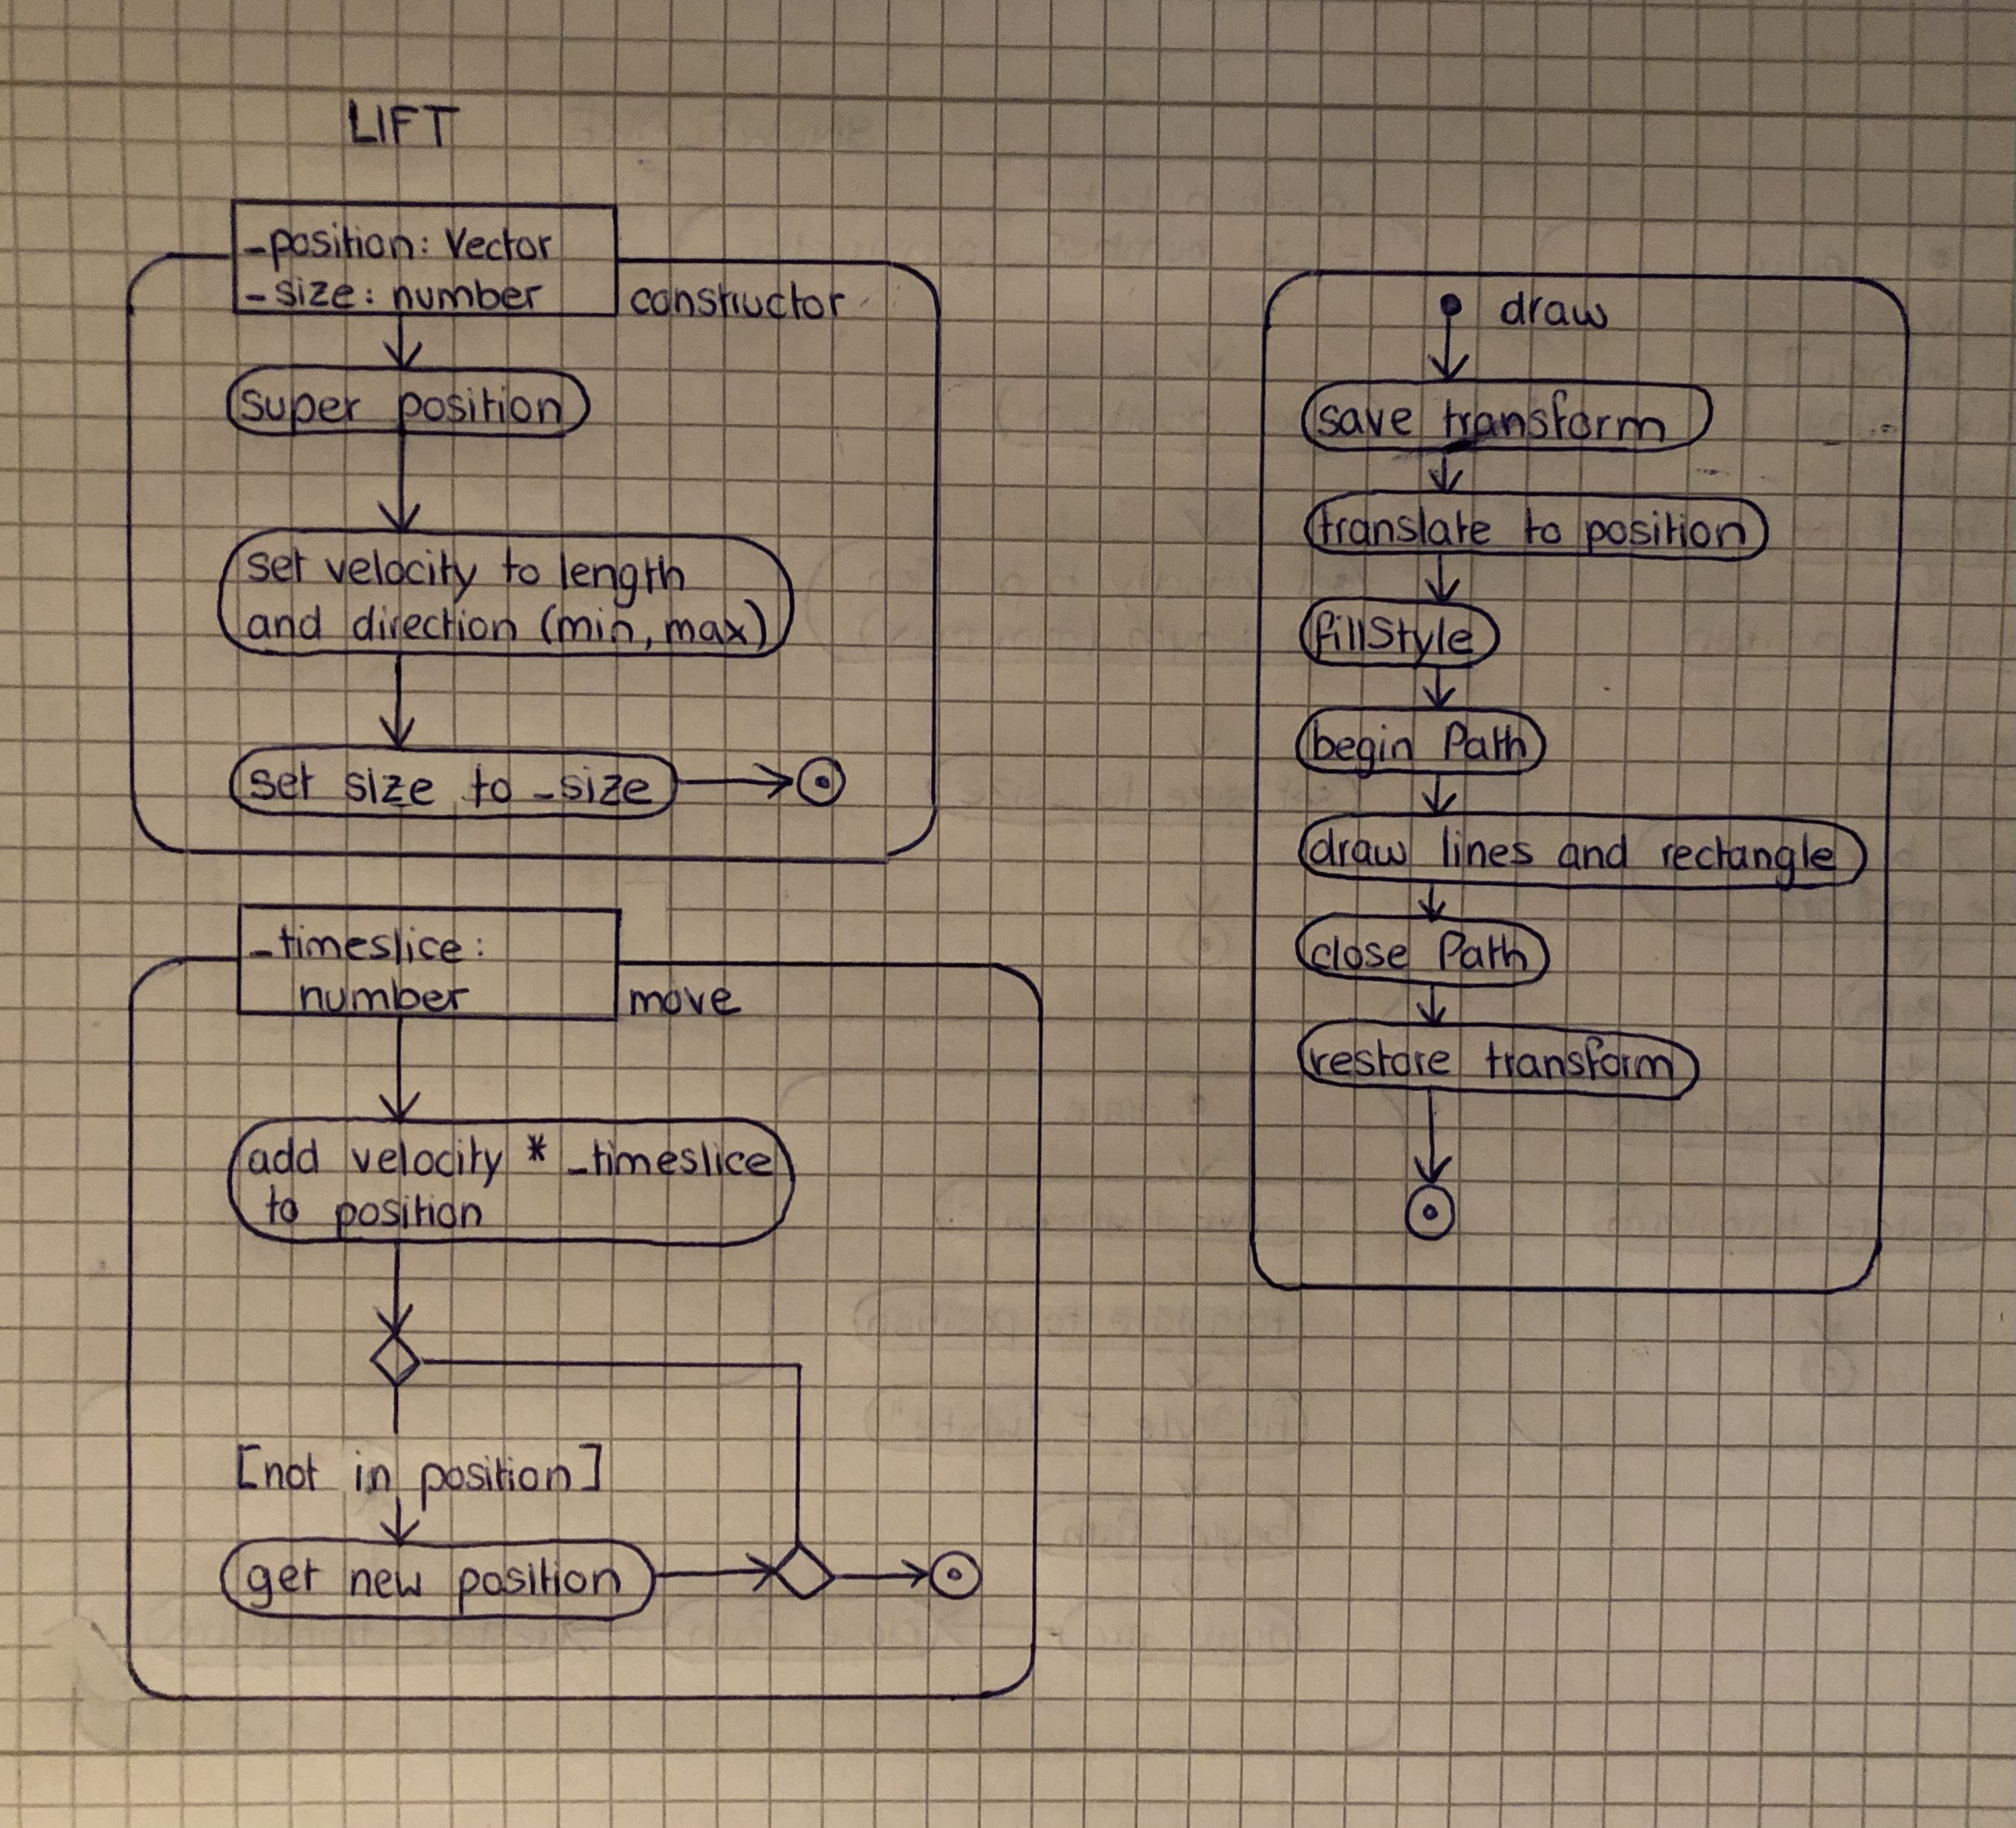 LIFT
_position: Vector
_size: number
constructor
super position
set velocity to length
and direction (min, max)
set size to _size
_timeslice:
number
move
add velocity * _timeslice
to position
[not in position]
get new position
draw
save transform
translate to position
fillStyle
begin Path
draw lines and rectangle
close Path
restore transform